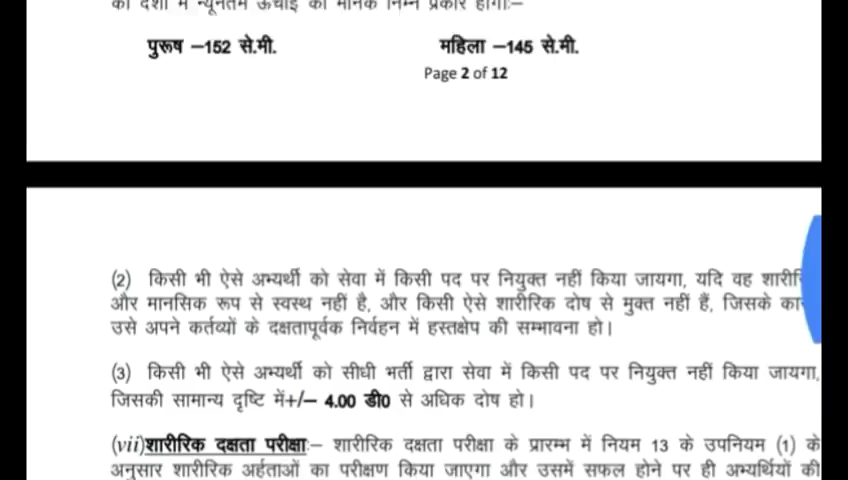 की दशा में न्यूनतम ऊंचाई का मानक निम्न प्रकार होगाः–
पुरूष –152 से.मी. महिला –145 से.मी.
Page 2 of 12
(2) किसी भी ऐसे अभ्यर्थी को सेवा में किसी पद पर नियुक्त नहीं किया जायगा, यदि वह
और मानसिक रूप से स्वस्थ नहीं है, और किसी ऐसे शारीरिक दोष से मुक्त नहीं हैं, जिसके
उसे अपने कर्तव्यों के दक्षतापूर्वक निर्वहन में हस्तक्षेप की सम्भावना हो।
(3) किसी भी ऐसे अभ्यर्थी को सीधी भर्ती द्वारा सेवा में किसी पद पर नियुक्त नहीं किया जायगा,
जिसकी सामान्य दृष्टि में+/– 4.00 डी0 से अधिक दोष हो।
(vii)शारीरिक दक्षता परीक्षाः– शारीरिक दक्षता परीक्षा के प्रारम्भ में नियम 13 के उपनियम (1) के
अनुसार शारीरिक अर्हताओं का परीक्षण किया जाएगा और उसमें सफल होने पर ही अभ्यर्थियों की